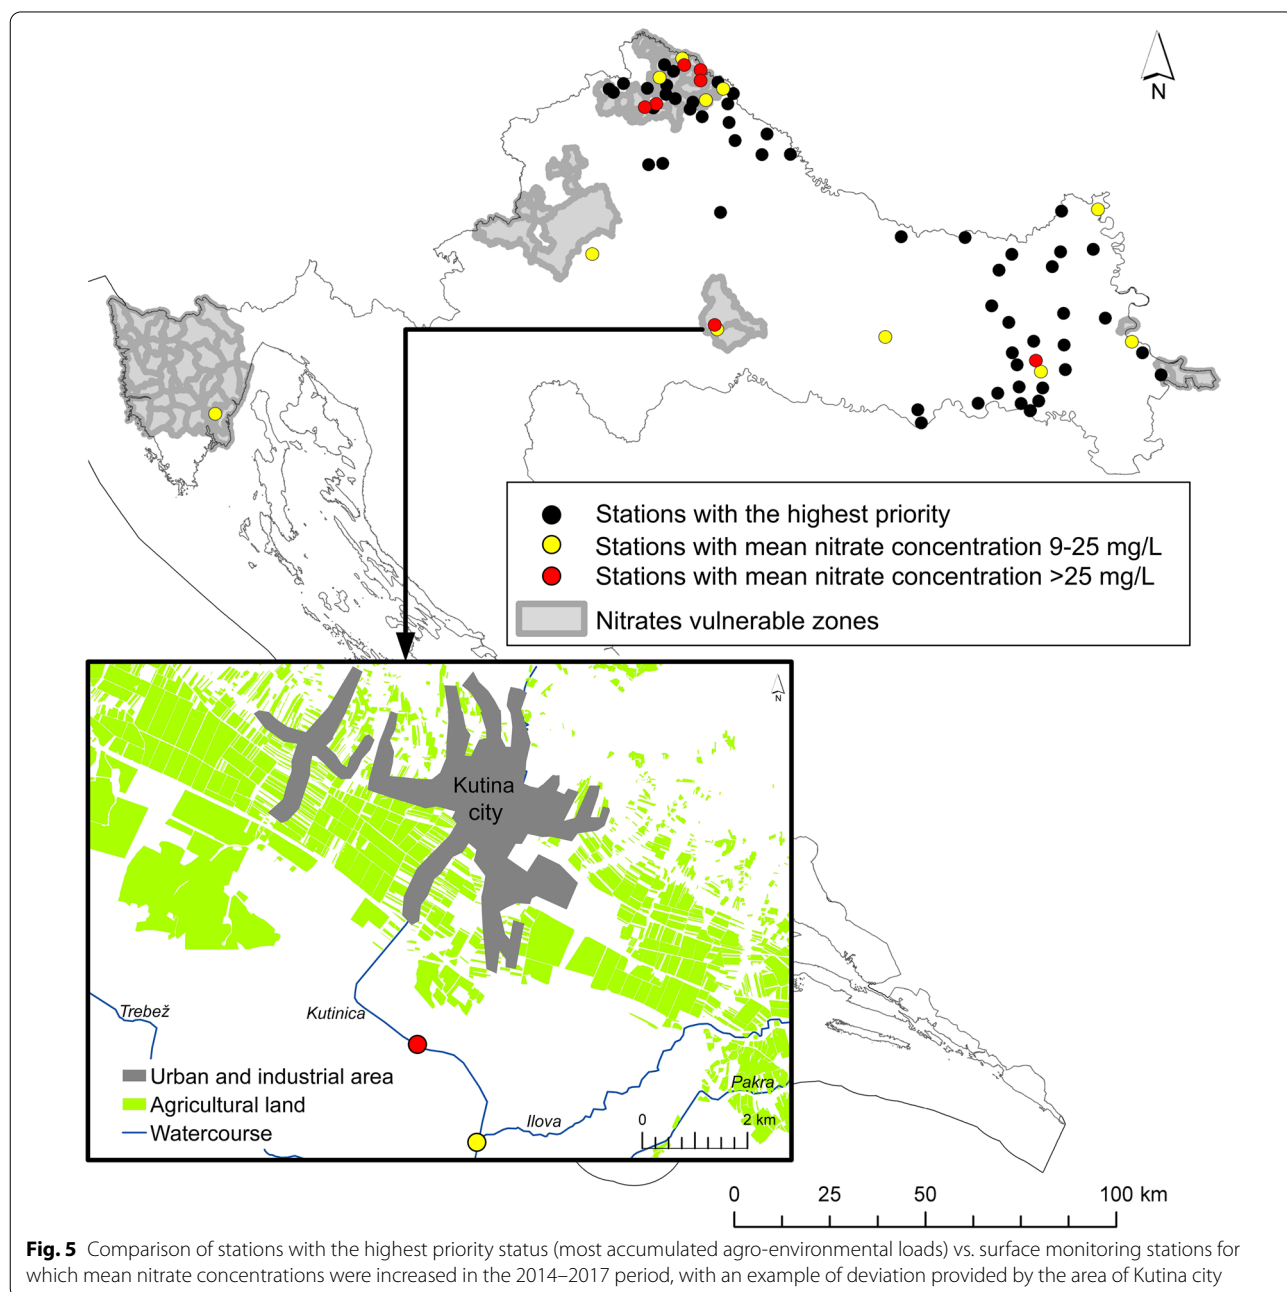 N
Stations with the highest priority
Stations with mean nitrate concentration 9-25 mg/L
Stations with mean nitrate concentration >25 mg/L
Nitrates vulnerable zones
N
Kutina
city
Trebež
Kutinica
Urban and industrial area
Agricultural land
Watercourse
Ilova
Pakra
0 2 km
0 25 50 100 km
Fig. 5 Comparison of stations with the highest priority status (most accumulated agro-environmental loads) vs. surface monitoring stations for
which mean nitrate concentrations were increased in the 2014–2017 period, with an example of deviation provided by the area of Kutina city